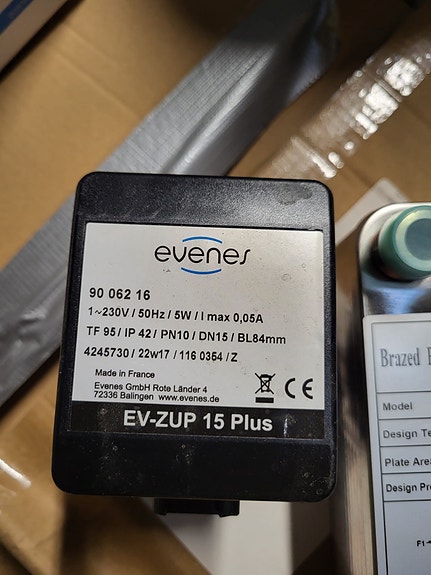 evenes
90 062 16
1~230V / 50Hz / 5W / I max 0,05A
TF 95 / IP 42 / PN10 / DN15 / BL84mm
4245730 / 22w17 / 116 0354 / Z
Made in France
Evenes GmbH Rote Länder 4
72336 Balingen www.evenes.de
CE
EV-ZUP 15 Plus
Brazed
Model
Design
Plate Area
Design
F1